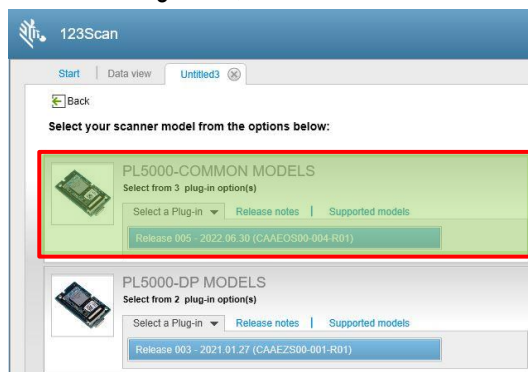 123Scan
Start | Data view Untitled3
Back
Select your scanner model from the options below:
PL5000-COMMON MODELS
Select from 3 plug-in option(s)
Select a Plug-in Release notes | Supported models
Release 005 - 2022.06.30 (CAAEOS00-004-R01)
PL5000-DP MODELS
Select from 2 plug-in option(s)
Select a Plug-in Release notes | Supported models
Release 003 - 2021.01.27 (CAAEZS00-001-R01)